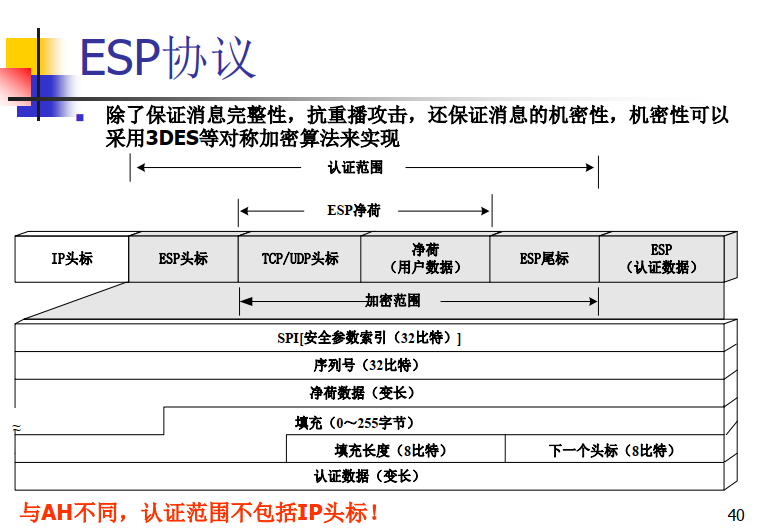 ESP协议
除了保证消息完整性，抗重播攻击，还保证消息的机密性，机密性可以
采用3DES等对称加密算法来实现
认证范围
ESP净荷
IP头标
ESP头标
TCP/UDP头标
净荷
（用户数据）
ESP尾标
ESP
（认证数据）
加密范围
SPI[安全参数索引（32比特）]
序列号（32比特）
净荷数据（变长）
≈
填充（0～255字节）
填充长度（8比特）
下一个头标（8比特）
认证数据（变长）
与AH不同，认证范围不包括IP头标！
40